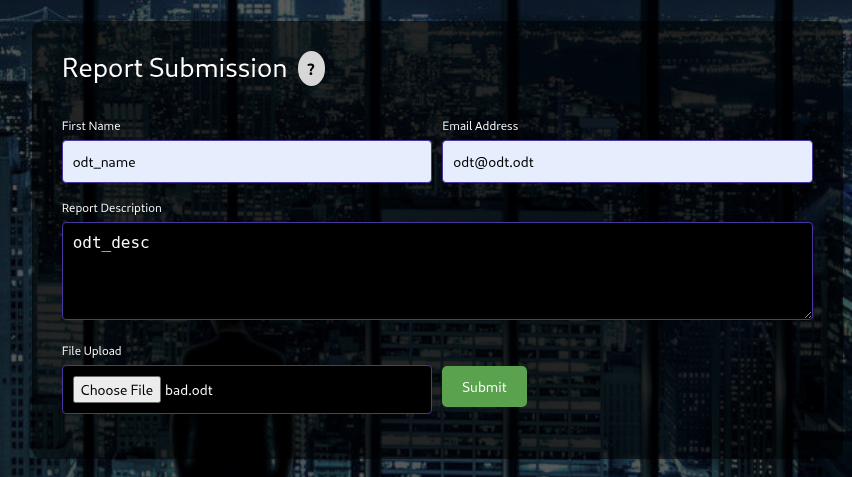 Report Submission ?
First Name
Email Address
odt_name
odt@odt.odt
Report Description
odt_desc
File Upload
Choose File bad.odt
Submit